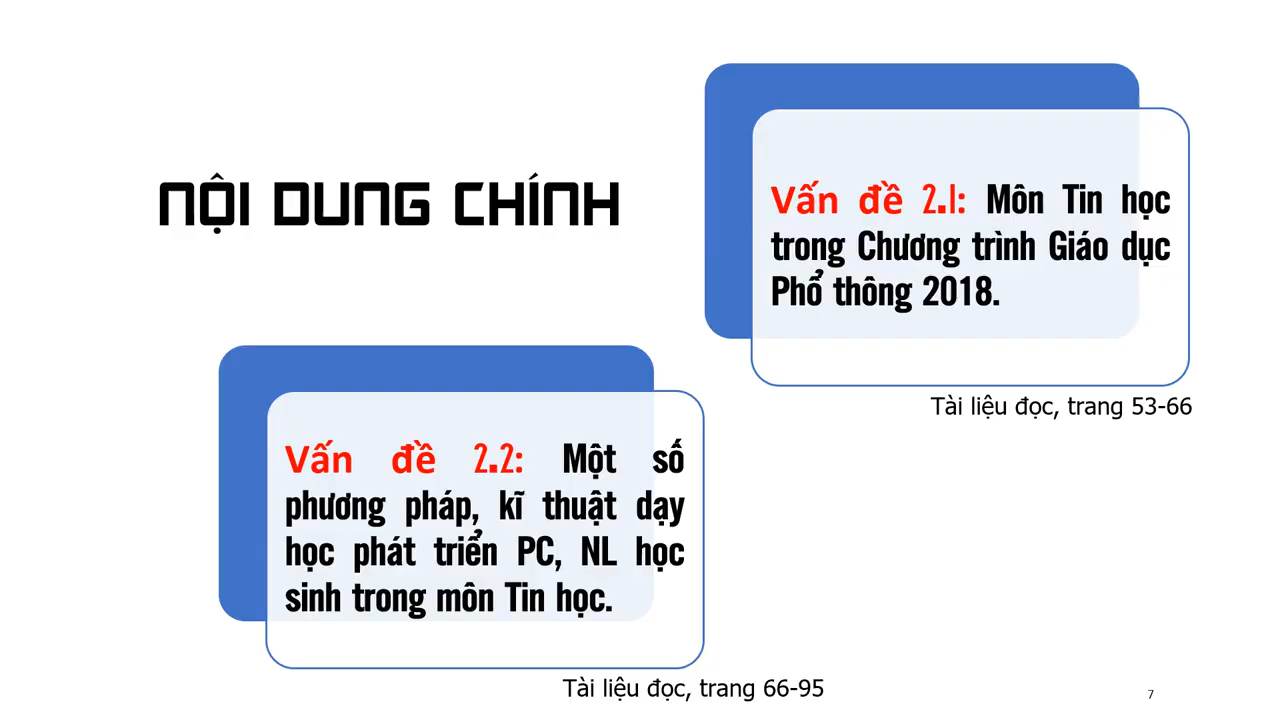 NỘI DUNG CHÍNH
Vấn đề 2.1: Môn Tin học
trong Chương trình Giáo dục
Phổ thông 2018.
Tài liệu đọc, trang 53-66
Vấn đề 2.2: Một số
phương pháp, kĩ thuật dạy
học phát triển PC, NL học
sinh trong môn Tin học.
Tài liệu đọc, trang 66-95
7